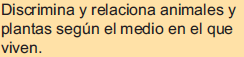 Discrimina y relaciona animales y
plantas según el medio en el que
viven.